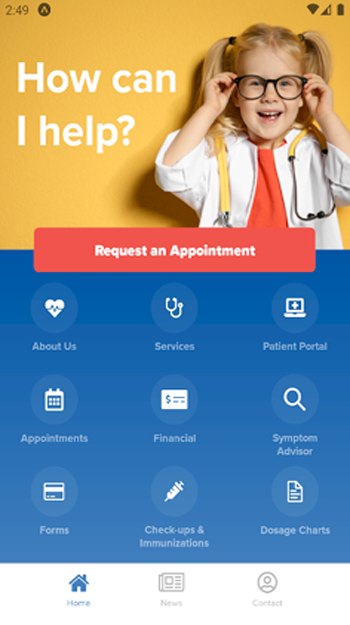 2:49
How can
I help?
Request an Appointment
About Us
Services
Patient Portal
Appointments
Financial
Symptom
Advisor
Forms
Check-ups &
Immunizations
Dosage Charts
Home
News
Contact